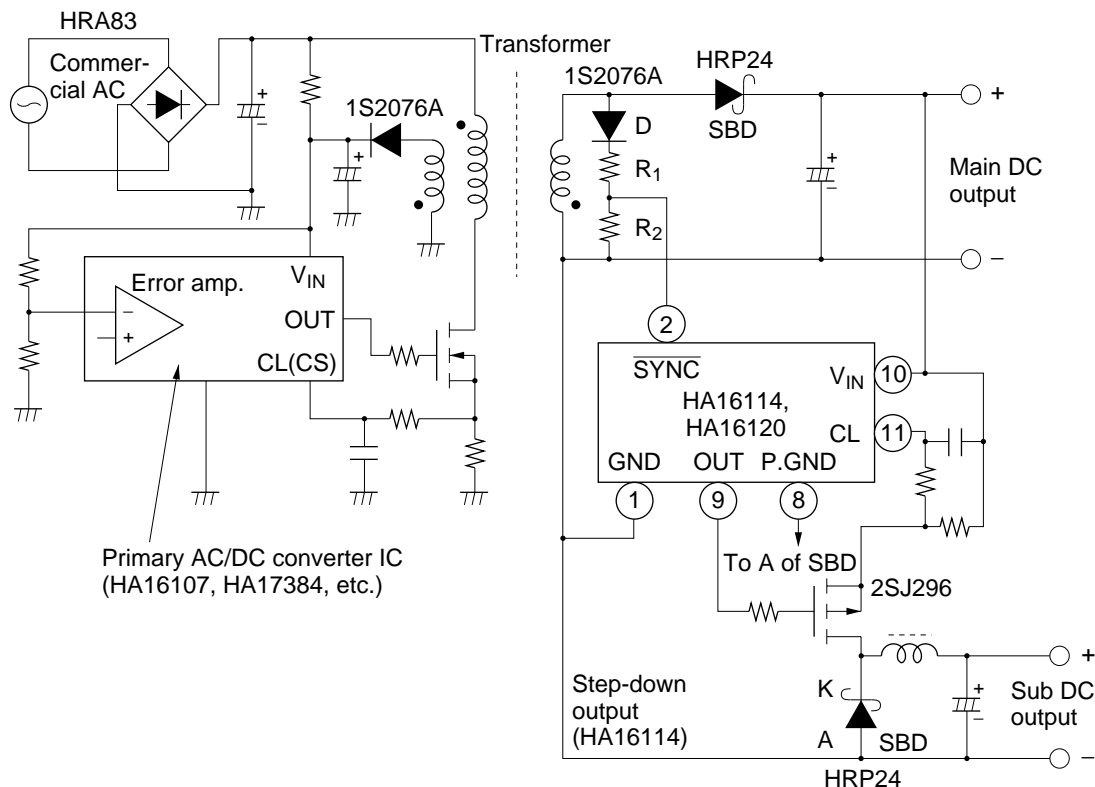 HRA83
Commer-
cial AC
+
−
1S2076A
+
Transformer
1S2076A
HRP24
SBD
D
R1
R2
+
−
+
Main DC
output
−
Error amp.
−
+
VIN
OUT
CL(CS)
Primary AC/DC converter IC
(HA16107, HA17384, etc.)
2
SYNC
HA16114,
HA16120
VIN
10
CL
11
GND
OUT
P.GND
1
9
8
To A of SBD
2SJ296
Step-down
output
(HA16114)
K
A
SBD
HRP24
+
−
+
Sub DC
output
−